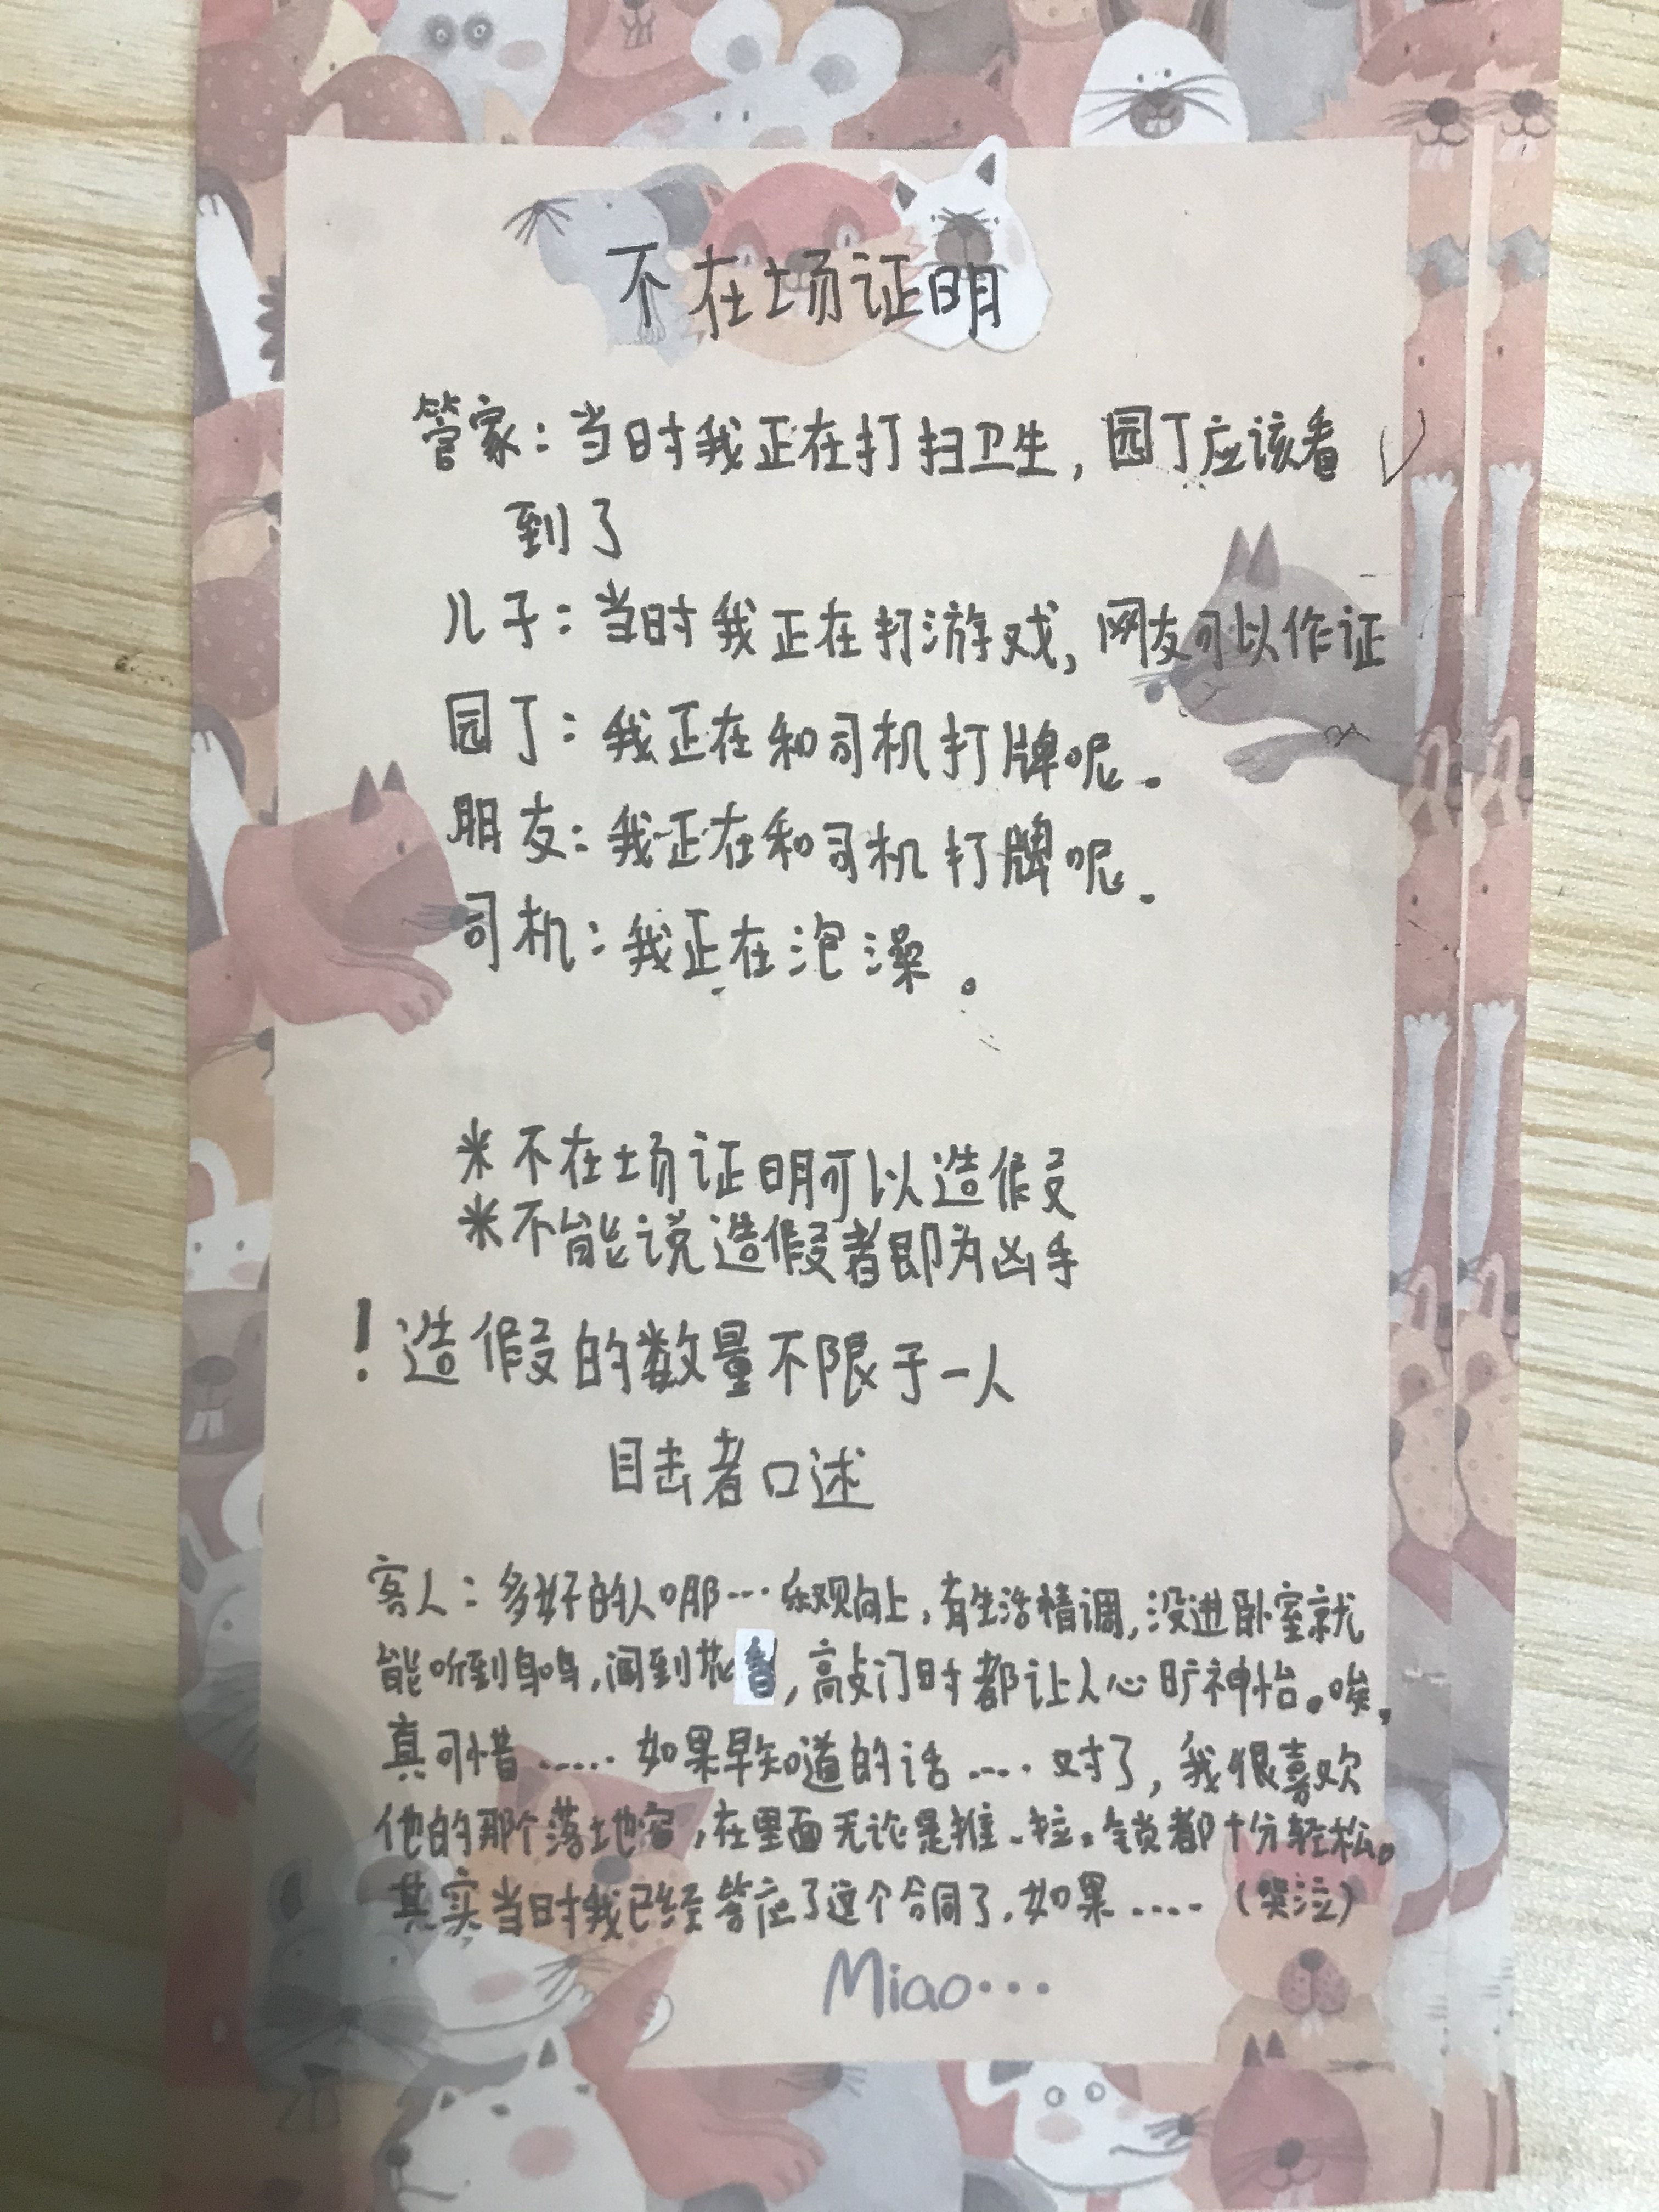 不在场证明
管家：当时我正在打扫卫生，园丁应该看
到了
儿子：当时我正在打游戏，网友可以作证
园丁：我正在和司机打牌呢。
朋友：我正在和司机打牌呢。
司机：我正在泡澡。
米不在场证明可以造假
米不能说造假者即为凶手
！造假的数量不限于一人
目击者口述
客人：多好的人哪…乐观向上，有生活情调，没进卧室就
能听到鸟鸣，闻到花香，高敲门时都让人心旷神怡。唉，
真可惜……如果早知道的话……对了，我很喜欢
他的那个落地窗，在里面无论是推、拉、锁都十分轻松。
其实当时我已经答应了这个合同了，如果……（哭泣）
Miao···